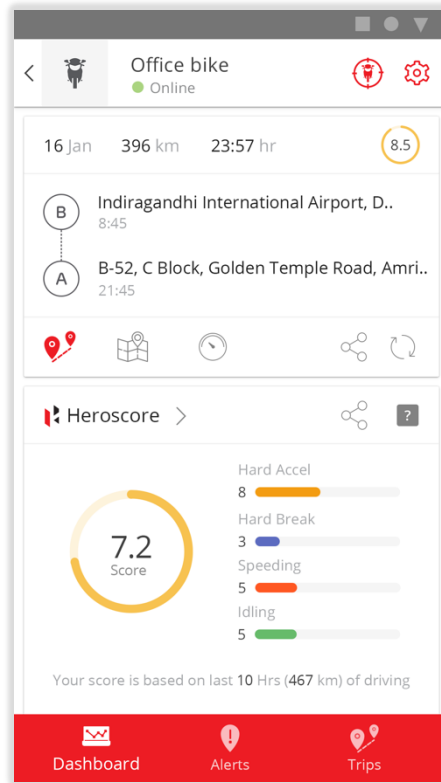 Office bike
Online
16 Jan 396 km 23:57 hr 8.5
B Indiragandhi International Airport, D..
8:45
A B-52, C Block, Golden Temple Road, Amri..
21:45
Heroscore ?
7.2
Score
Hard Accel
8
Hard Break
3
Speeding
5
Idling
5
Your score is based on last 10 Hrs (467 km) of driving
Dashboard Alerts Trips